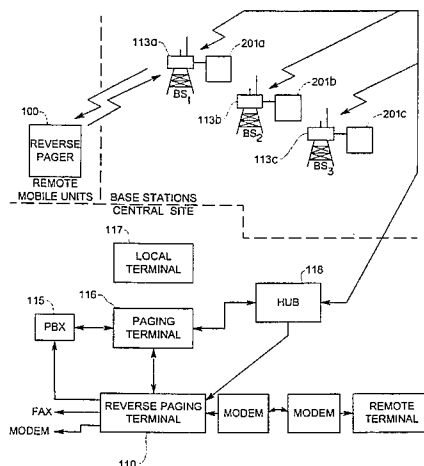 113a
201a
BS1
113b
201b
BS2
113c
201c
BS3
100
REVERSE
PAGER
REMOTE
MOBILE UNITS
BASE STATIONS
CENTRAL SITE
117
LOCAL
TERMINAL
118
HUB
116
PAGING
TERMINAL
115
PBX
REVERSE PAGING
TERMINAL
110
FAX
MODEM
MODEM
MODEM
REMOTE
TERMINAL